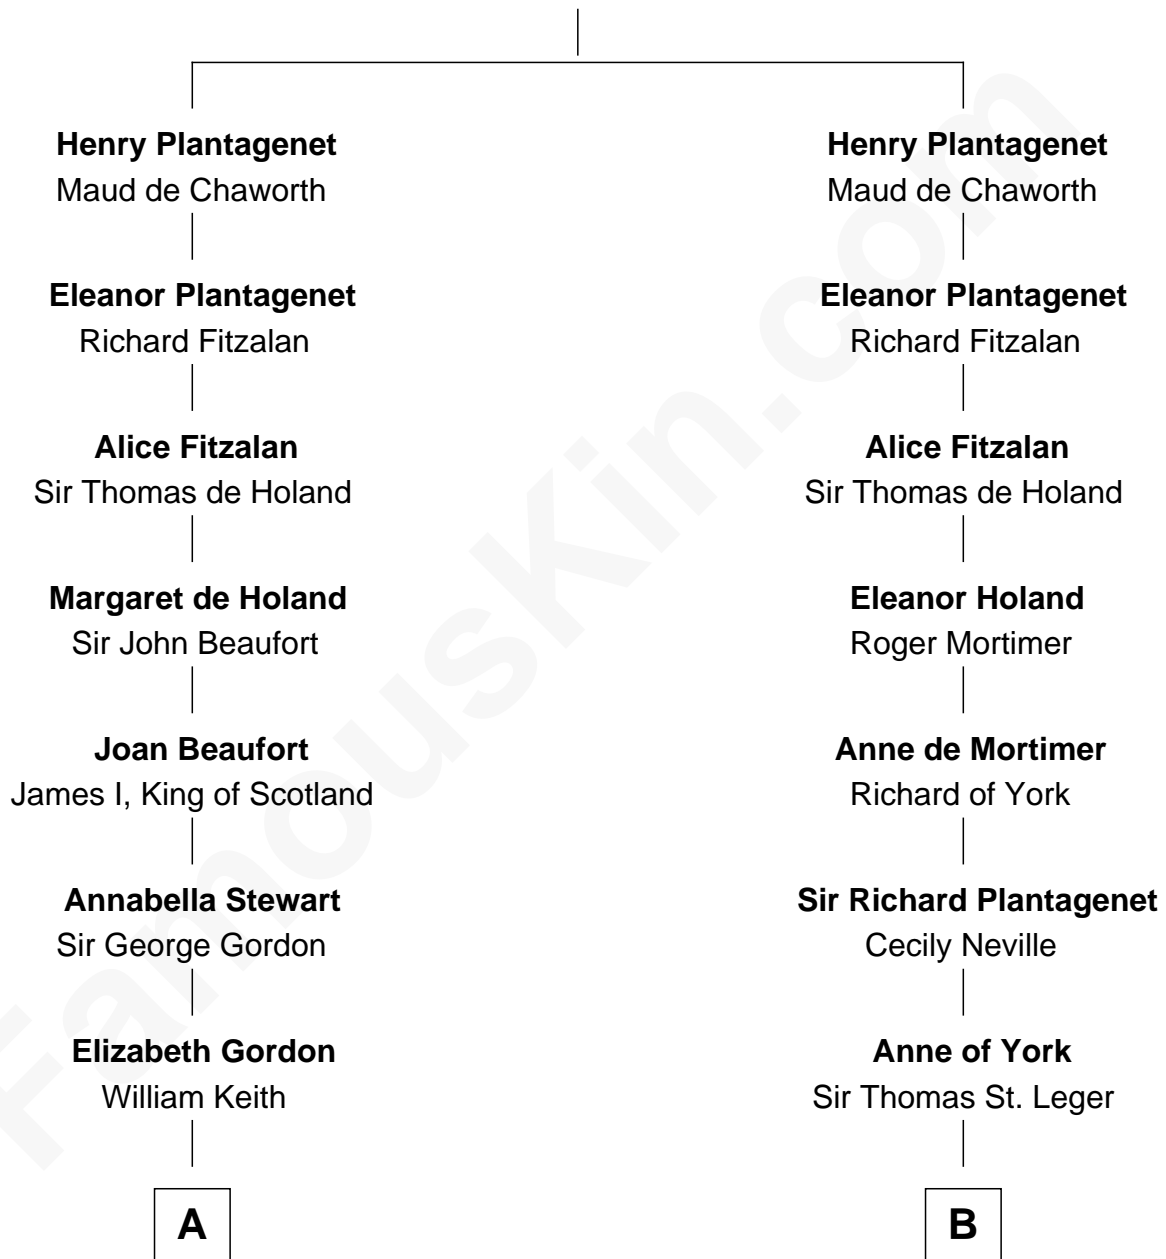 Henry Plantagenet
Maud de Chaworth
Eleanor Plantagenet
Richard Fitzalan
Alice Fitzalan
Sir Thomas de Holand
Margaret de Holand
Sir John Beaufort
Joan Beaufort
James I, King of Scotland
Annabella Stewart
Sir George Gordon
Elizabeth Gordon
William Keith
A
Henry Plantagenet
Maud de Chaworth
Eleanor Plantagenet
Richard Fitzalan
Alice Fitzalan
Sir Thomas de Holand
Eleanor Holand
Roger Mortimer
Anne de Mortimer
Richard of York
Sir Richard Plantagenet
Cecily Neville
Anne of York
Sir Thomas St. Leger
B
FamousKin.com